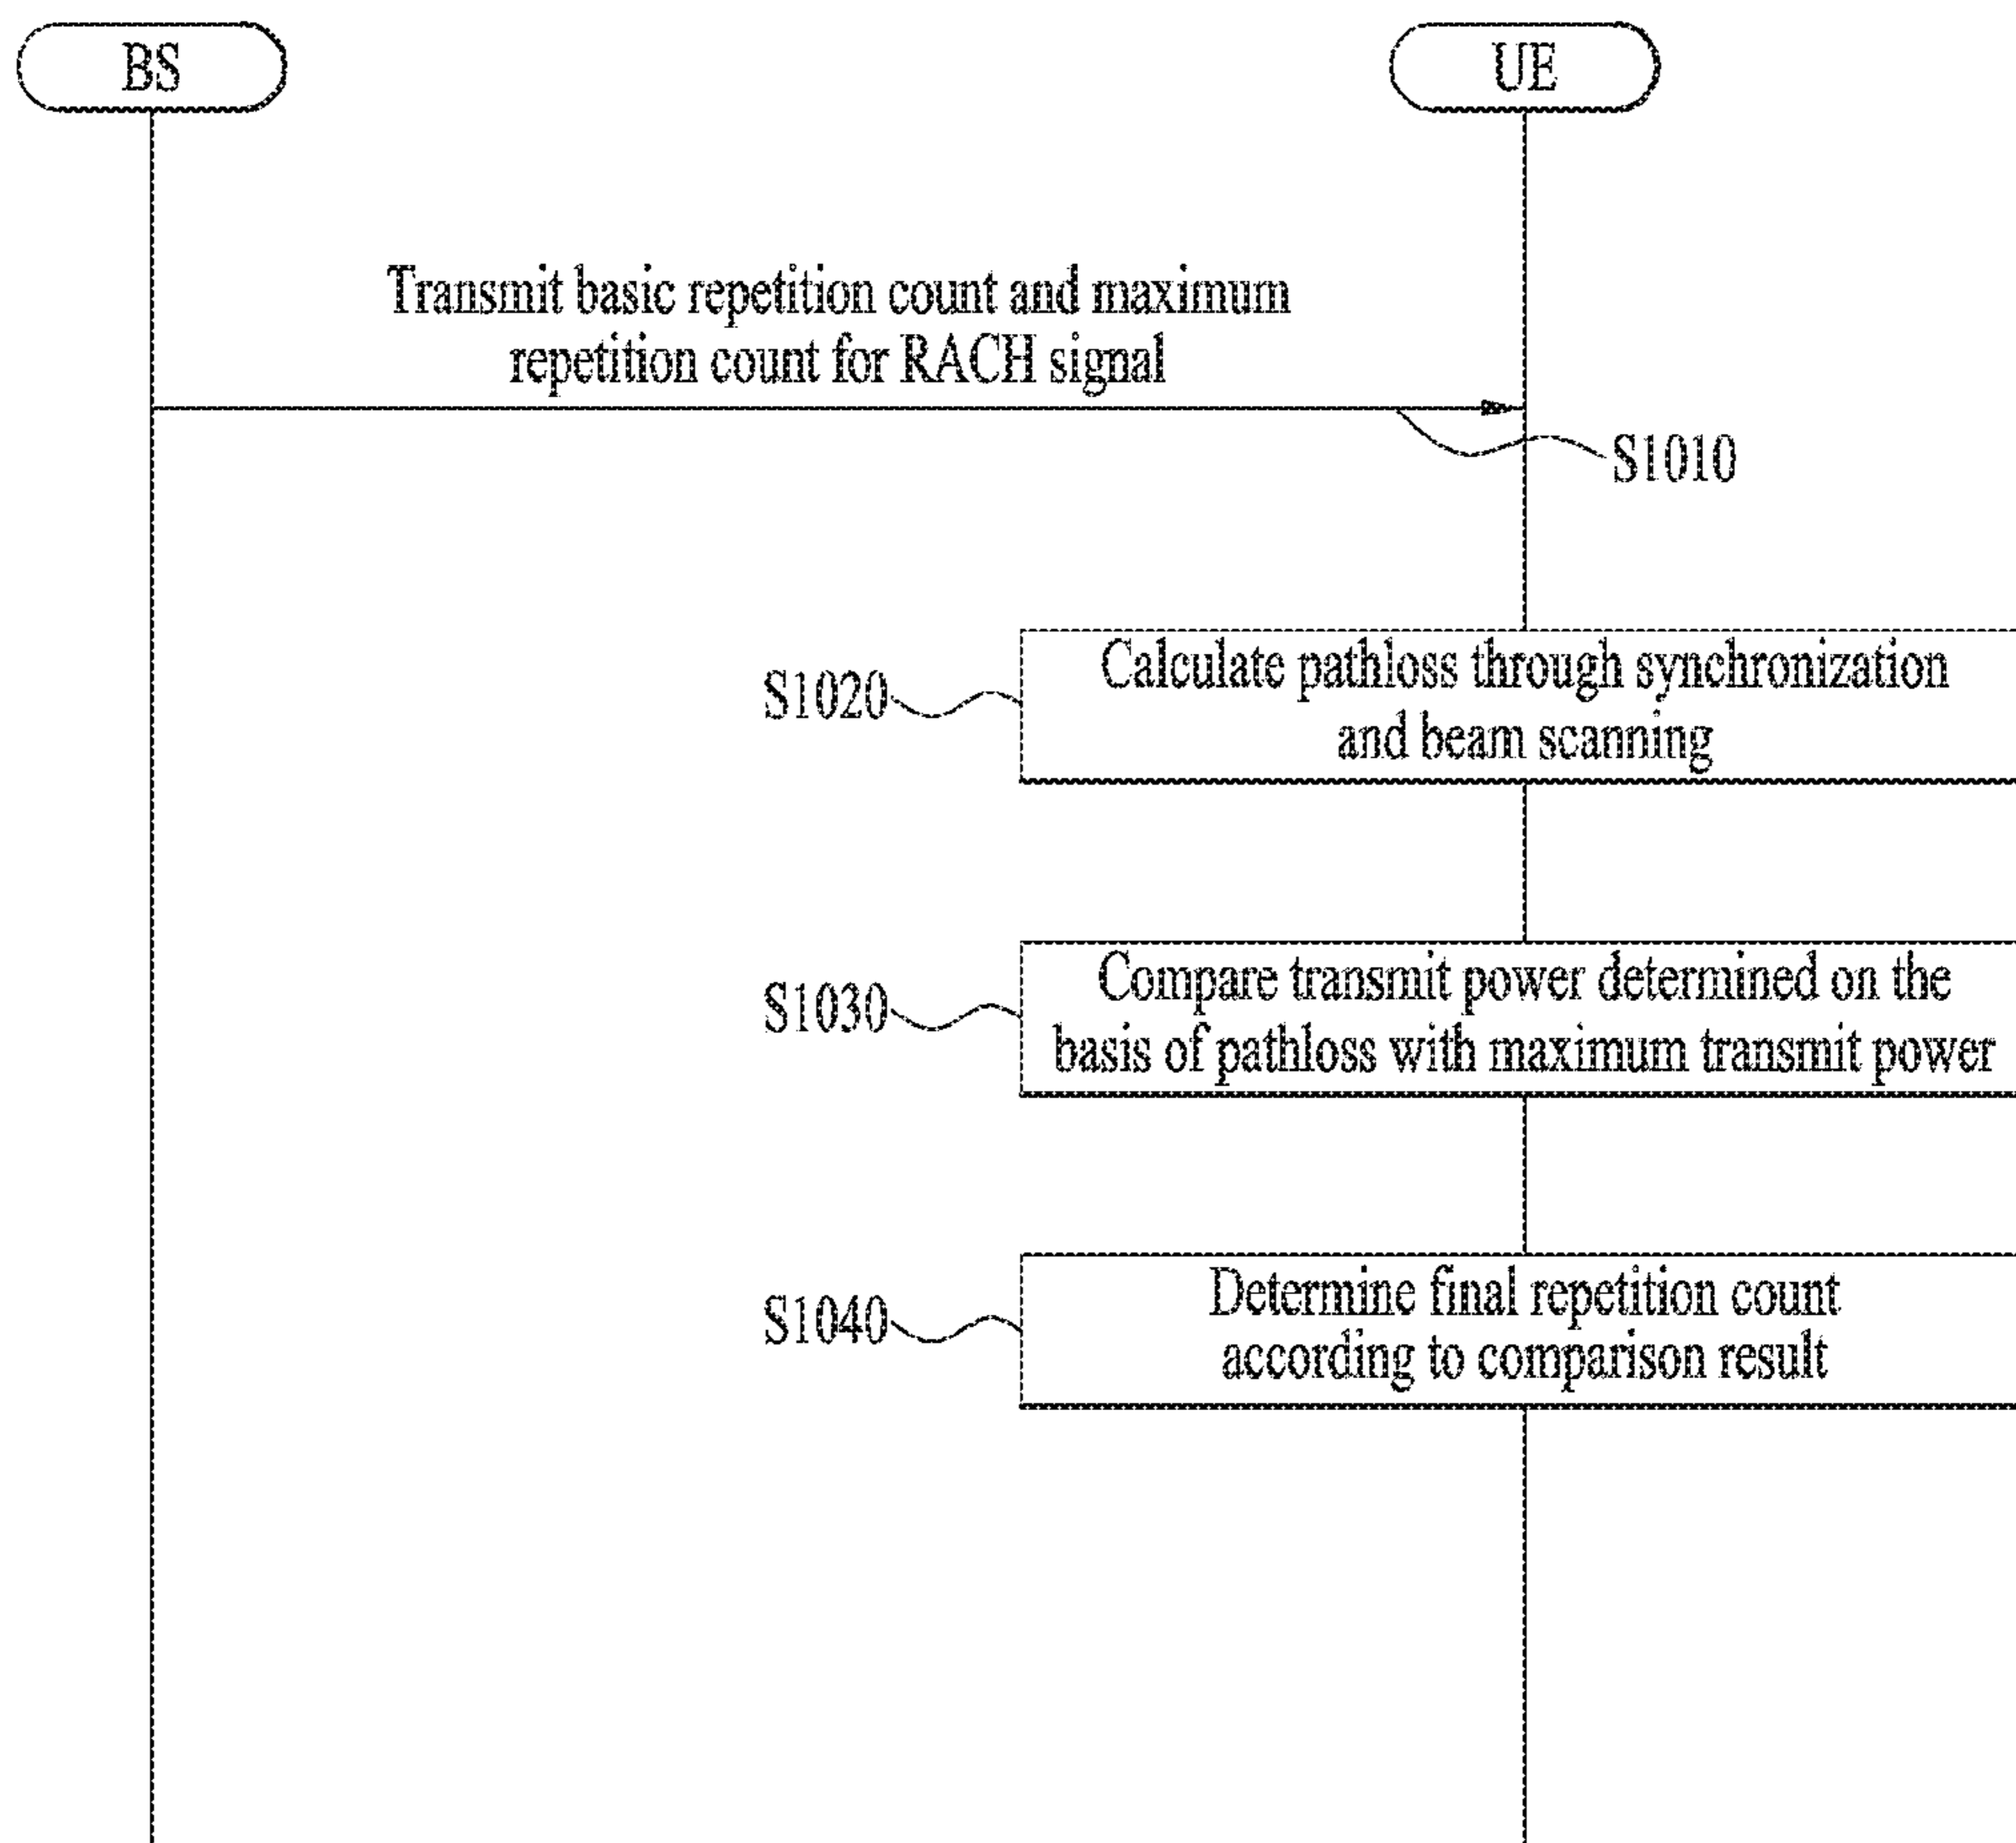 BS
UE
Transmit basic repetition count and maximum
repetition count for RACH signal
S1010
S1020
Calculate pathloss through synchronization
and beam scanning
S1030
Compare transmit power determined on the
basis of pathloss with maximum transmit power
S1040
Determine final repetition count
according to comparison result